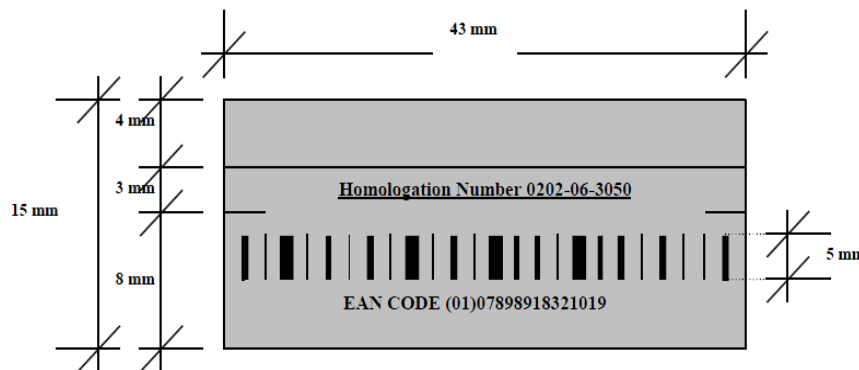 43 mm
4 mm
3 mm
15 mm
8 mm
Homologation Number 0202-06-3050
5 mm
EAN CODE (01)07898918321019